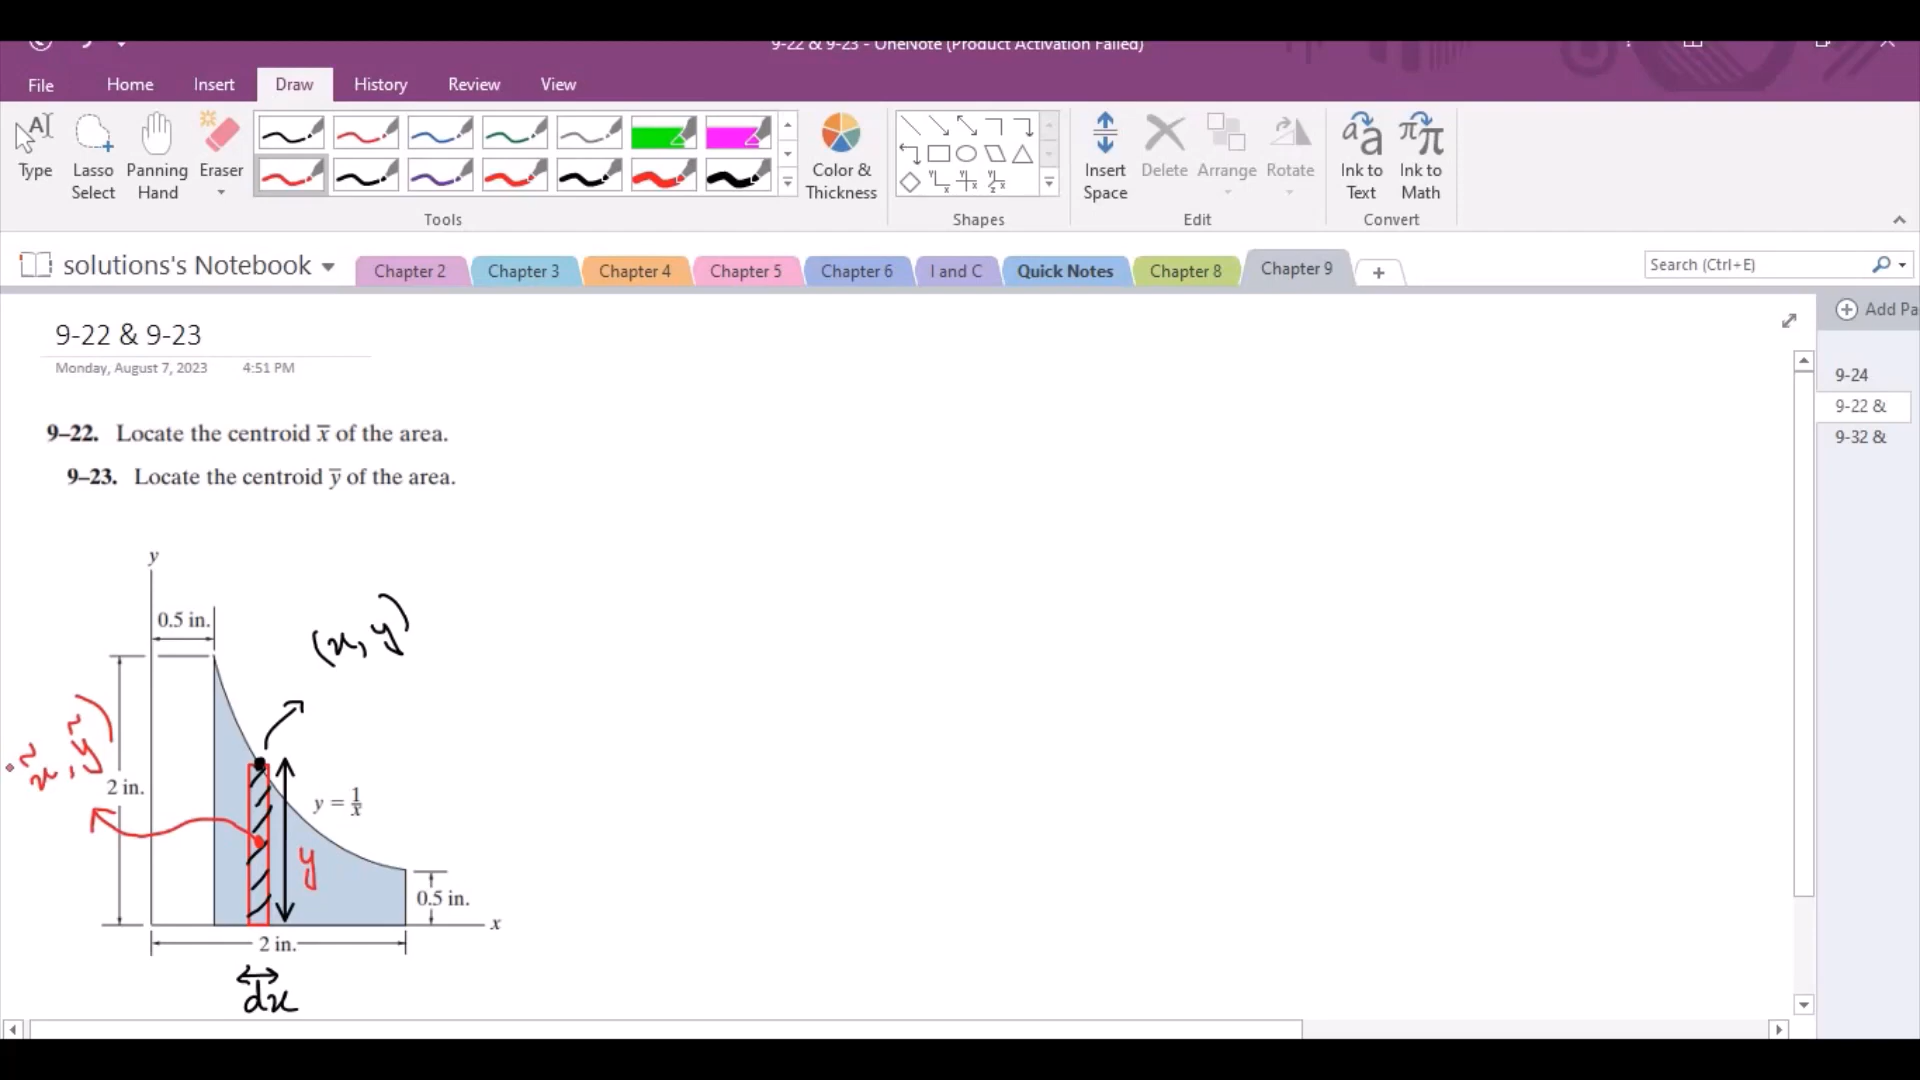 9-22 & 9-23 - OneNote (Product Activation Failed)
File Home Insert Draw History Review View
Type
Lasso Select
Panning Hand
Eraser
Color & Thickness
Insert Space
Delete
Arrange
Rotate
Ink to Text
Ink to Math
Tools
Shapes
Edit
Convert
solutions's Notebook
Chapter 2 Chapter 3 Chapter 4 Chapter 5 Chapter 6 I and C Quick Notes Chapter 8 Chapter 9
Search (Ctrl+E)
Add Pa
9-24
9-22 &
9-32 &
9-22 & 9-23
Monday, August 7, 2023 4:51 PM
9–22. Locate the centroid x̅ of the area.
9–23. Locate the centroid y̅ of the area.
y
0.5 in.
(x, y)
x̃, ỹ)
2 in.
y = 1/x
y
0.5 in.
x
2 in.
dx